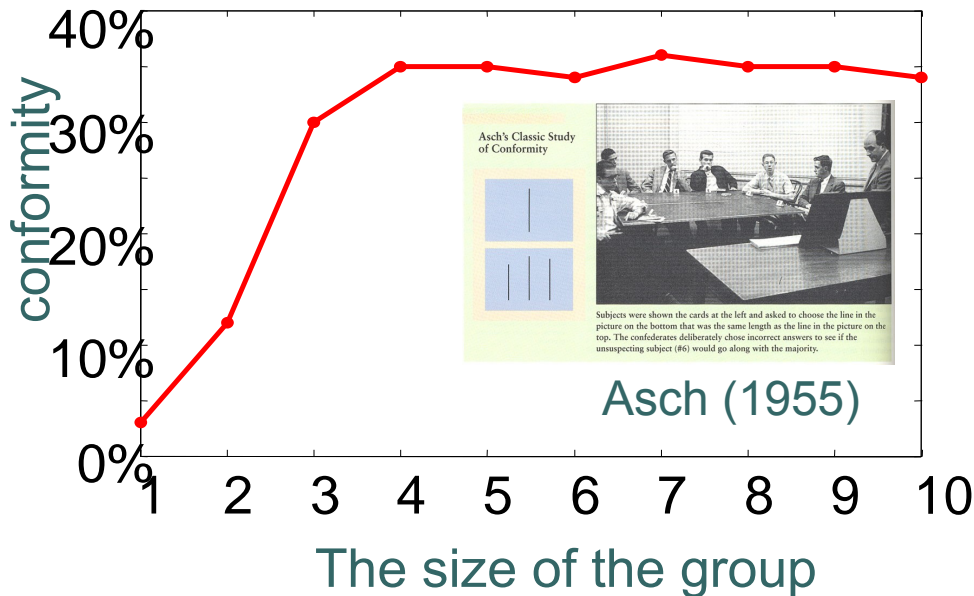 40%
30%
20%
10%
0%
conformity
1 2 3 4 5 6 7 8 9 10
The size of the group
Asch's Classic Study
of Conformity
Subjects were shown the cards at the left and asked to choose the line in the
picture on the bottom that was the same length as the line in the picture on the
top. The confederates deliberately chose incorrect answers to see if the
unsuspecting subject (#6) would go along with the majority.
Asch (1955)